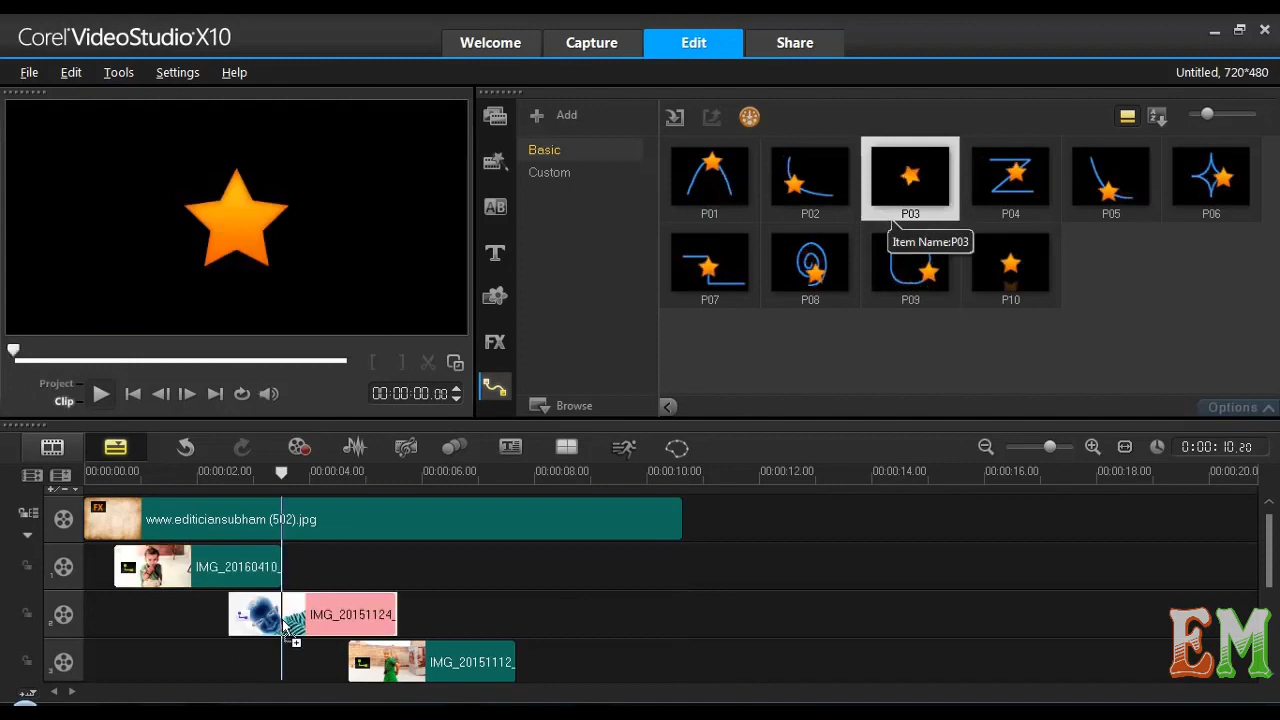 Corel VideoStudio X10
Welcome
Capture
Edit
Share
File
Edit
Tools
Settings
Help
Untitled, 720*480
Add
Basic
Custom
P01
P02
P03
P04
P05
P06
Item Name:P03
P07
P08
P09
P10
AB
T
FX
Browse
Options
Project
Clip
00:00:00.00
0:00:10.20
00:00:00.00
00:00:02.00
00:00:04.00
00:00:06.00
00:00:08.00
00:00:10.00
00:00:12.00
00:00:14.00
00:00:16.00
00:00:18.00
00:00:20.0
FX
www.editiciansubham (502).jpg
1
IMG_20160410_
2
IMG_20151124_
3
IMG_20151112_
EM